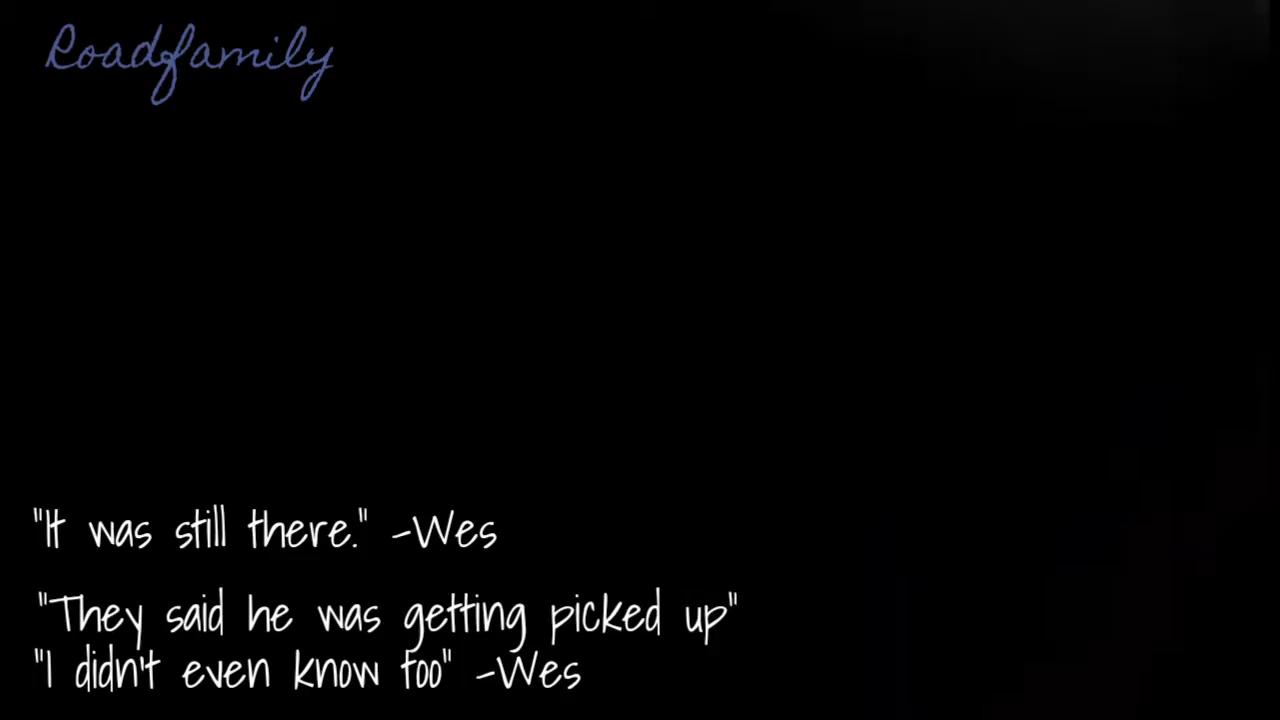 Roadfamily
"It was still there." -Wes
"They said he was getting picked up"
"I didn't even know too" -Wes